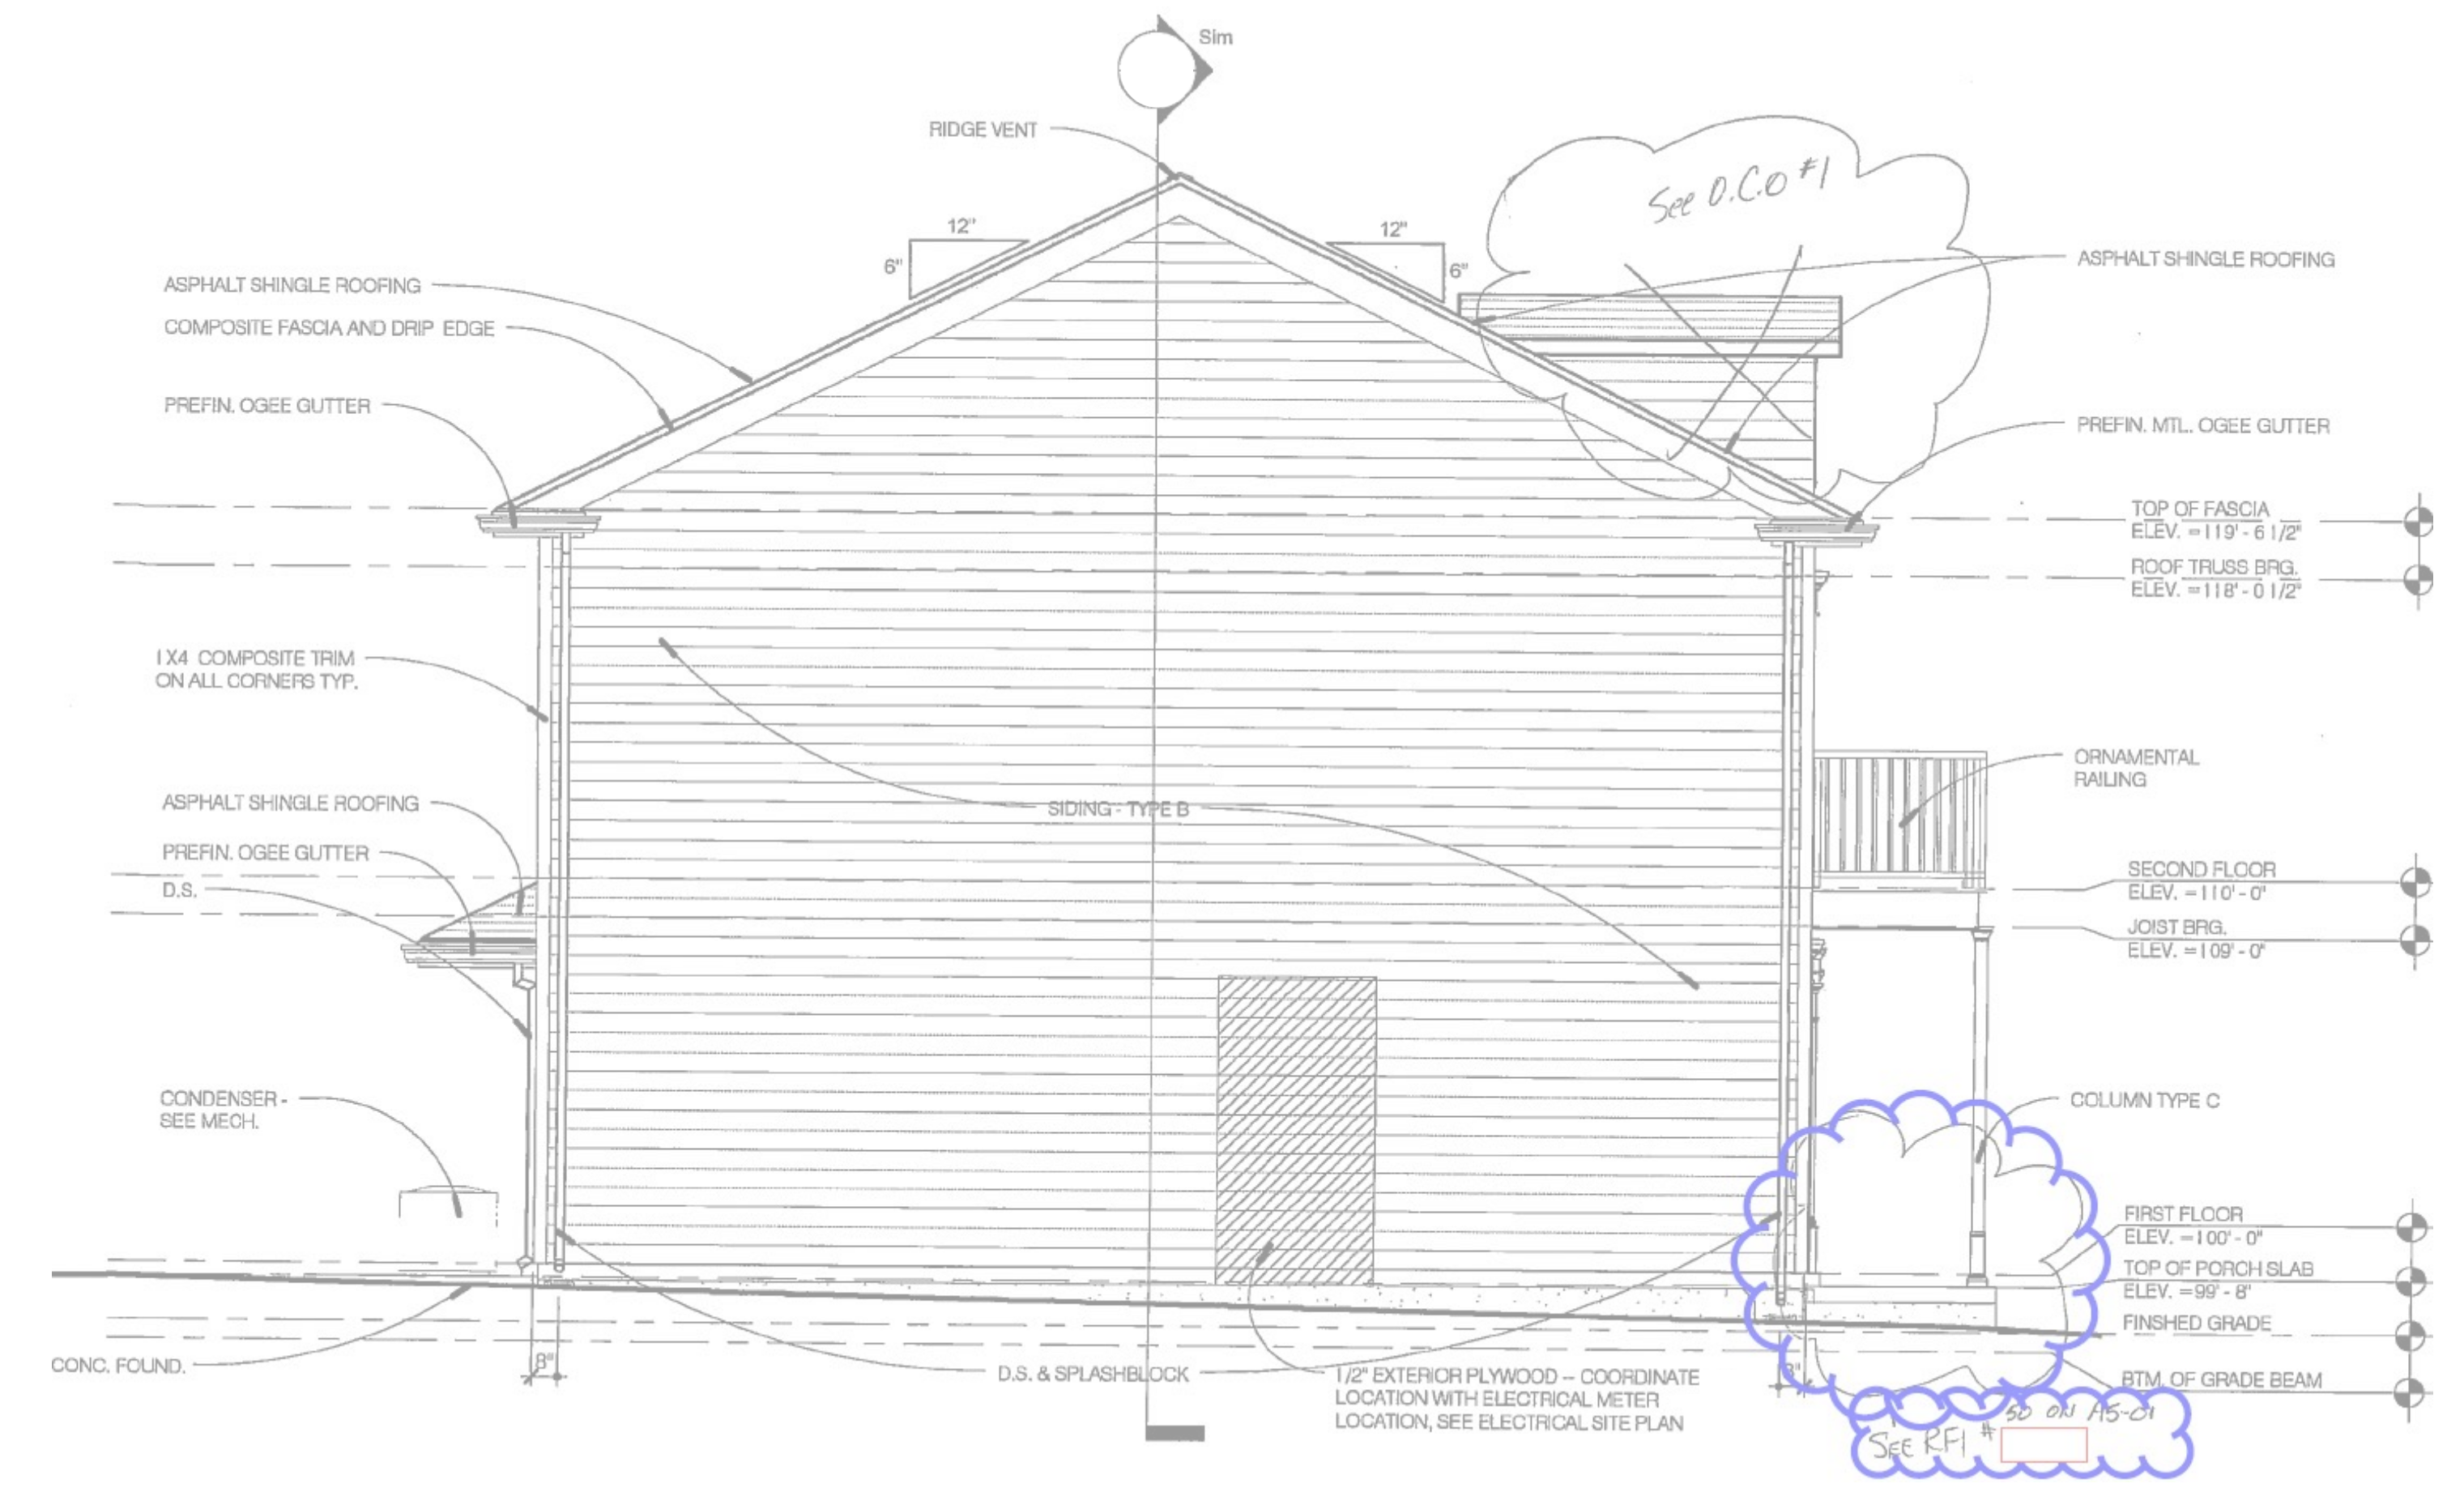 Sim
RIDGE VENT
See O.C.O #1
12"
12"
6"
6"
ASPHALT SHINGLE ROOFING
ASPHALT SHINGLE ROOFING
COMPOSITE FASCIA AND DRIP EDGE
PREFIN. OGEE GUTTER
PREFIN. MTL. OGEE GUTTER
TOP OF FASCIA
ELEV. =119'- 6 1/2"
ROOF TRUSS BRG.
ELEV. =118'- 0 1/2"
1X4 COMPOSITE TRIM
ON ALL CORNERS TYP.
ORNAMENTAL
RAILING
ASPHALT SHINGLE ROOFING
SIDING - TYPE B
PREFIN. OGEE GUTTER
D.S.
SECOND FLOOR
ELEV. =110'- 0"
JOIST BRG.
ELEV. =109'- 0"
CONDENSER -
SEE MECH.
COLUMN TYPE C
FIRST FLOOR
ELEV. =100'- 0"
TOP OF PORCH SLAB
ELEV. =99'- 8"
FINSHED GRADE
CONC. FOUND.
8"
D.S. & SPLASHBLOCK
1/2" EXTERIOR PLYWOOD -- COORDINATE
LOCATION WITH ELECTRICAL METER
LOCATION, SEE ELECTRICAL SITE PLAN
8"
BTM. OF GRADE BEAM
50 ON A5-01
SEE RFI #